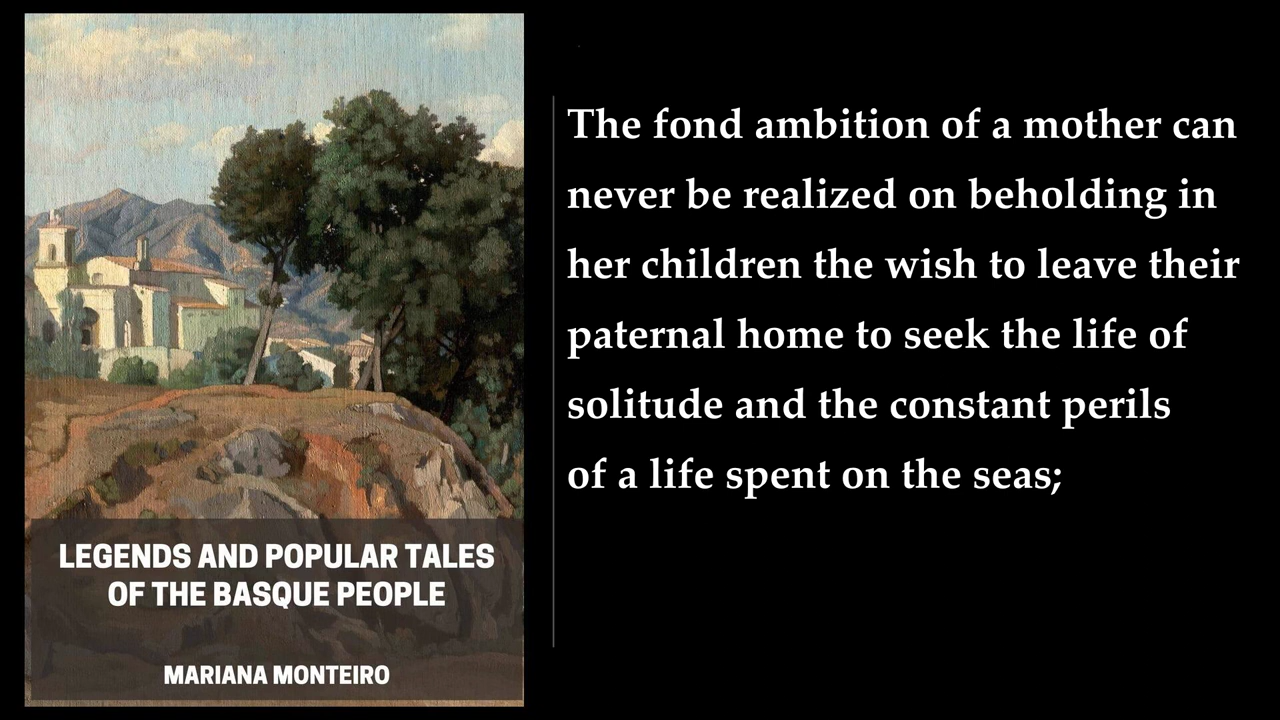 LEGENDS AND POPULAR TALES
OF THE BASQUE PEOPLE
MARIANA MONTEIRO
The fond ambition of a mother can
never be realized on beholding in
her children the wish to leave their
paternal home to seek the life of
solitude and the constant perils
of a life spent on the seas;